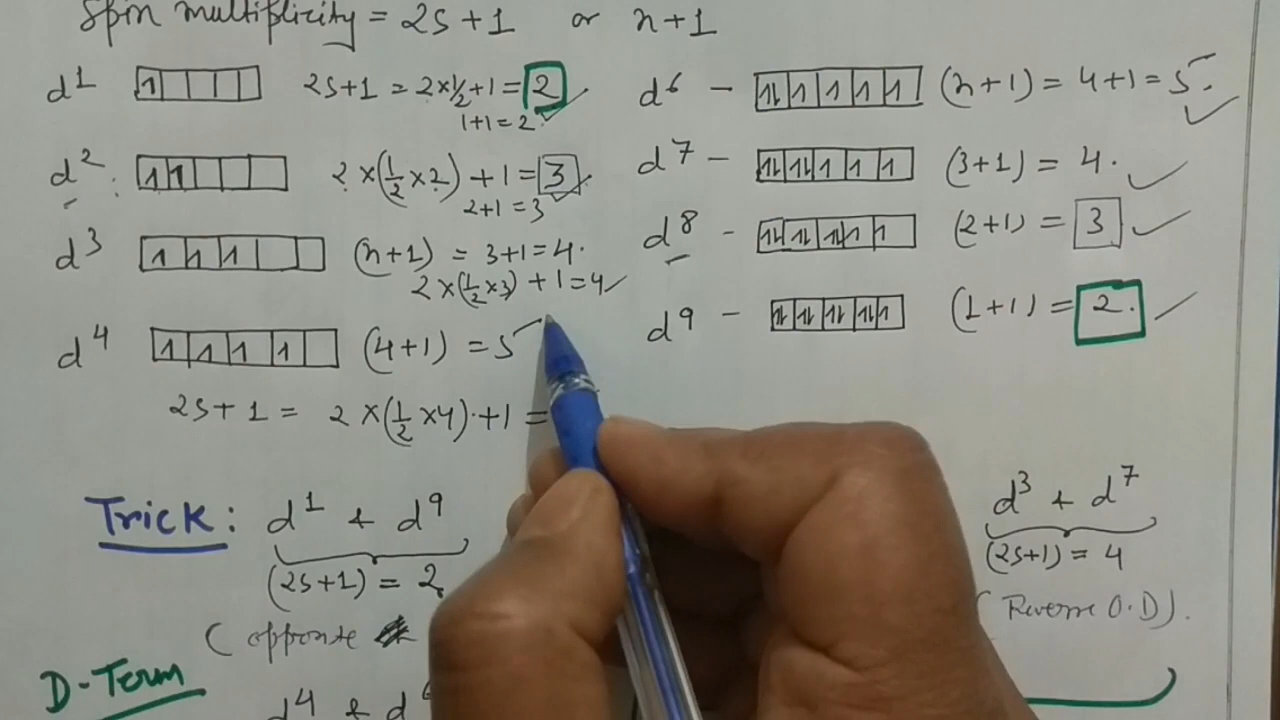 Spin multiplicity = 2s+1 or n+1
d1 2s+1 = 2×1/2+1 = 2
1+1=2
d2: 2×(1/2×2)+1=3
2+1=3
d3 (n+1) = 3+1=4.
2×(1/2×3)+1=4
d4 (4+1) = 5
2s+1 = 2×(1/2×4)+1=
d6 - (n+1) = 4+1=5.
d7 - (3+1) = 4.
d8 - (2+1) = 3
d9 - (1+1) = 2.
Trick: d1 & d9
(2s+1) = 2
(opposite
d3 & d7
(2s+1) = 4
(Reverse O.D).
D-Term
d4 & d